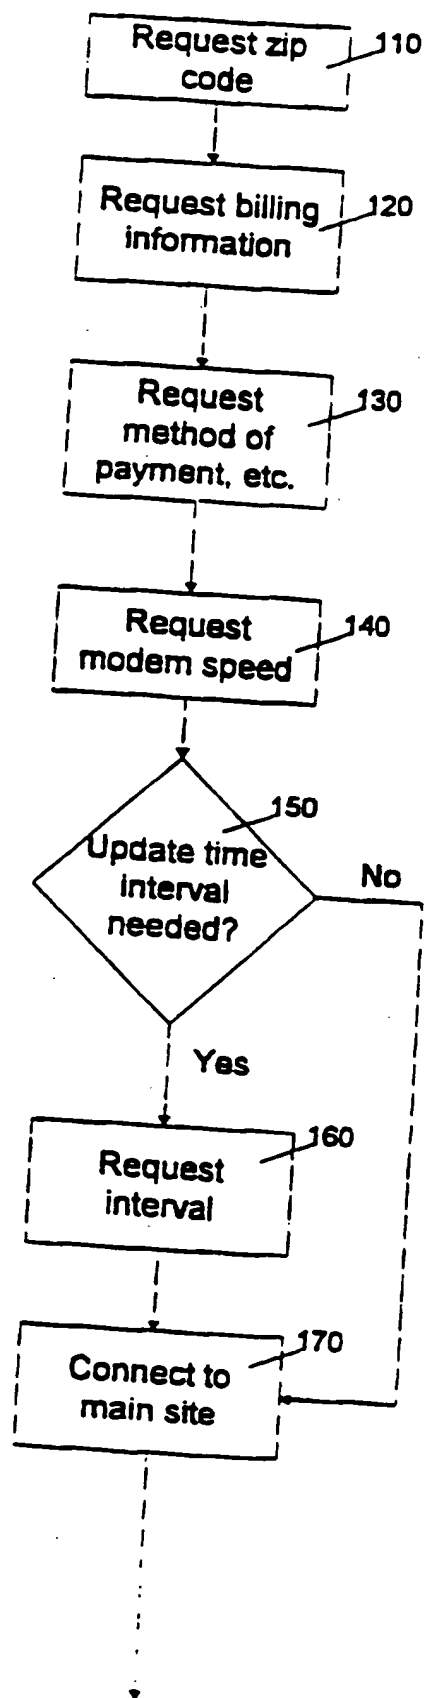 Request zip
code
110
Request billing
information
120
Request
method of
payment, etc.
130
Request
modem speed
140
150
Update time
interval
needed?
No
Yes
160
Request
interval
170
Connect to
main site